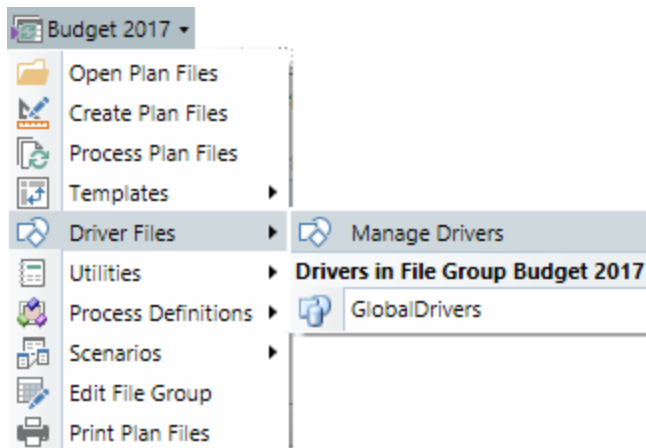 Budget 2017
Open Plan Files
Create Plan Files
Process Plan Files
Templates
Driver Files
Manage Drivers
Utilities
Drivers in File Group Budget 2017
Process Definitions
GlobalDrivers
Scenarios
Edit File Group
Print Plan Files